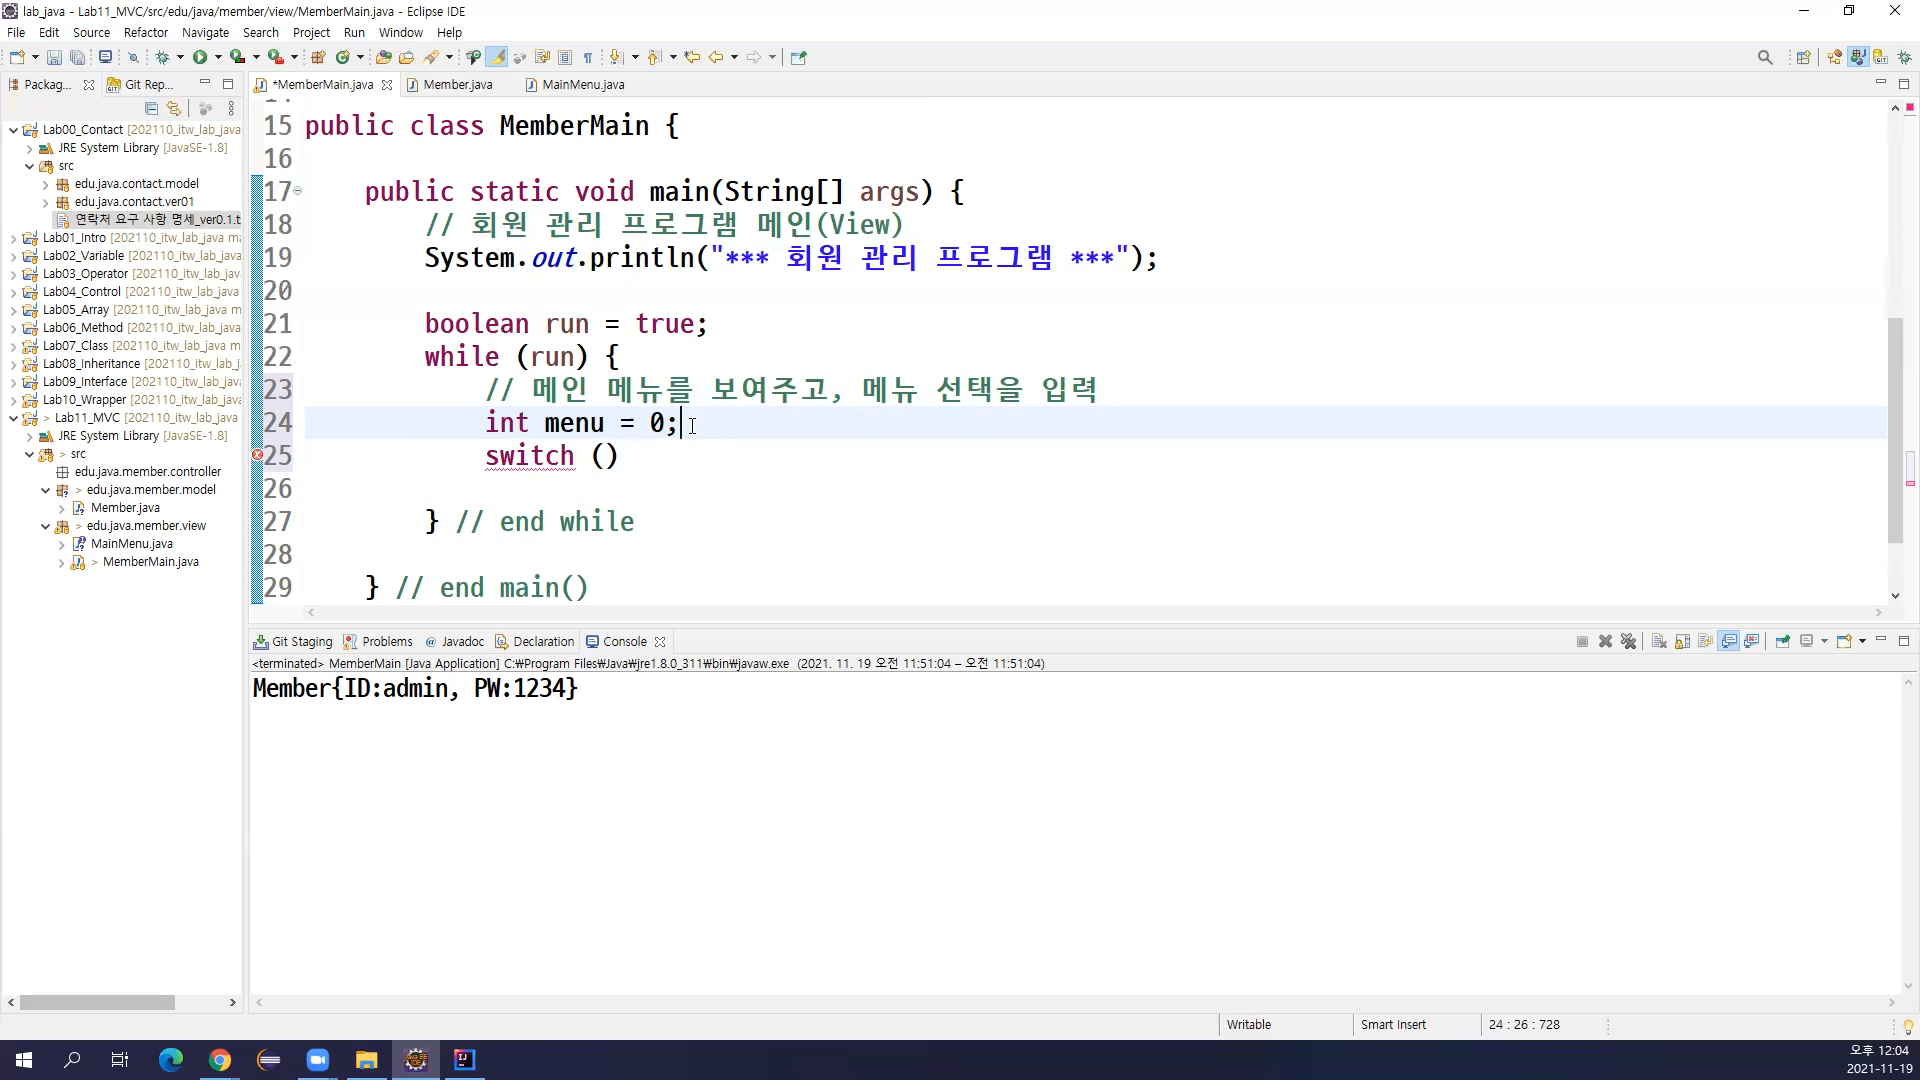 lab_java - Lab11_MVC/src/edu/java/member/view/MemberMain.java - Eclipse IDE
File Edit Source Refactor Navigate Search Project Run Window Help
Packag... Git Rep...
*MemberMain.java Member.java MainMenu.java
Lab00_Contact [202110_itw_lab_java
JRE System Library [JavaSE-1.8]
src
edu.java.contact.model
edu.java.contact.ver01
연락처 요구 사항 명세_ver0.1.t
Lab01_Intro [202110_itw_lab_java ma
Lab02_Variable [202110_itw_lab_java
Lab03_Operator [202110_itw_lab_java
Lab04_Control [202110_itw_lab_java
Lab05_Array [202110_itw_lab_java m
Lab06_Method [202110_itw_lab_java
Lab07_Class [202110_itw_lab_java m
Lab08_Inheritance [202110_itw_lab_j
Lab09_Interface [202110_itw_lab_java
Lab10_Wrapper [202110_itw_lab_java
> Lab11_MVC [202110_itw_lab_java
JRE System Library [JavaSE-1.8]
> src
edu.java.member.controller
> edu.java.member.model
Member.java
> edu.java.member.view
MainMenu.java
> MemberMain.java
15 public class MemberMain {
16
17 public static void main(String[] args) {
18 // 회원 관리 프로그램 메인(View)
19 System.out.println("*** 회원 관리 프로그램 ***");
20
21 boolean run = true;
22 while (run) {
23 // 메인 메뉴를 보여주고, 메뉴 선택을 입력
24 int menu = 0;
25 switch ()
26
27 } // end while
28
29 } // end main()
Git Staging Problems @ Javadoc Declaration Console
<terminated> MemberMain [Java Application] C:₩Program Files₩Java₩jre1.8.0_311₩bin₩javaw.exe (2021. 11. 19 오전 11:51:04 – 오전 11:51:04)
Member{ID:admin, PW:1234}
Writable Smart Insert 24 : 26 : 728
오후 12:04
2021-11-19